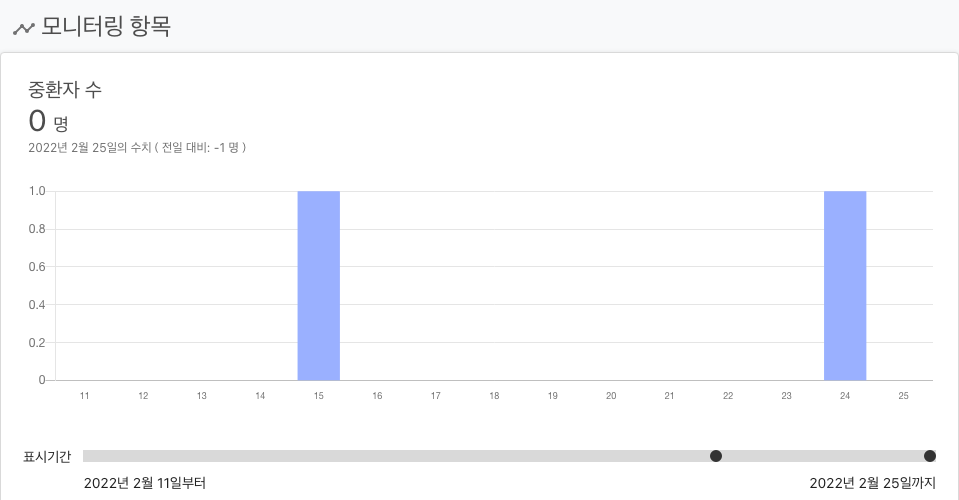 모니터링 항목
중환자 수
0 명
2022년 2월 25일의 수치 ( 전일 대비: -1 명 )
1.0
0.8
0.6
0.4
0.2
0
11 12 13 14 15 16 17 18 19 20 21 22 23 24 25
표시기간
2022년 2월 11일부터 2022년 2월 25일까지